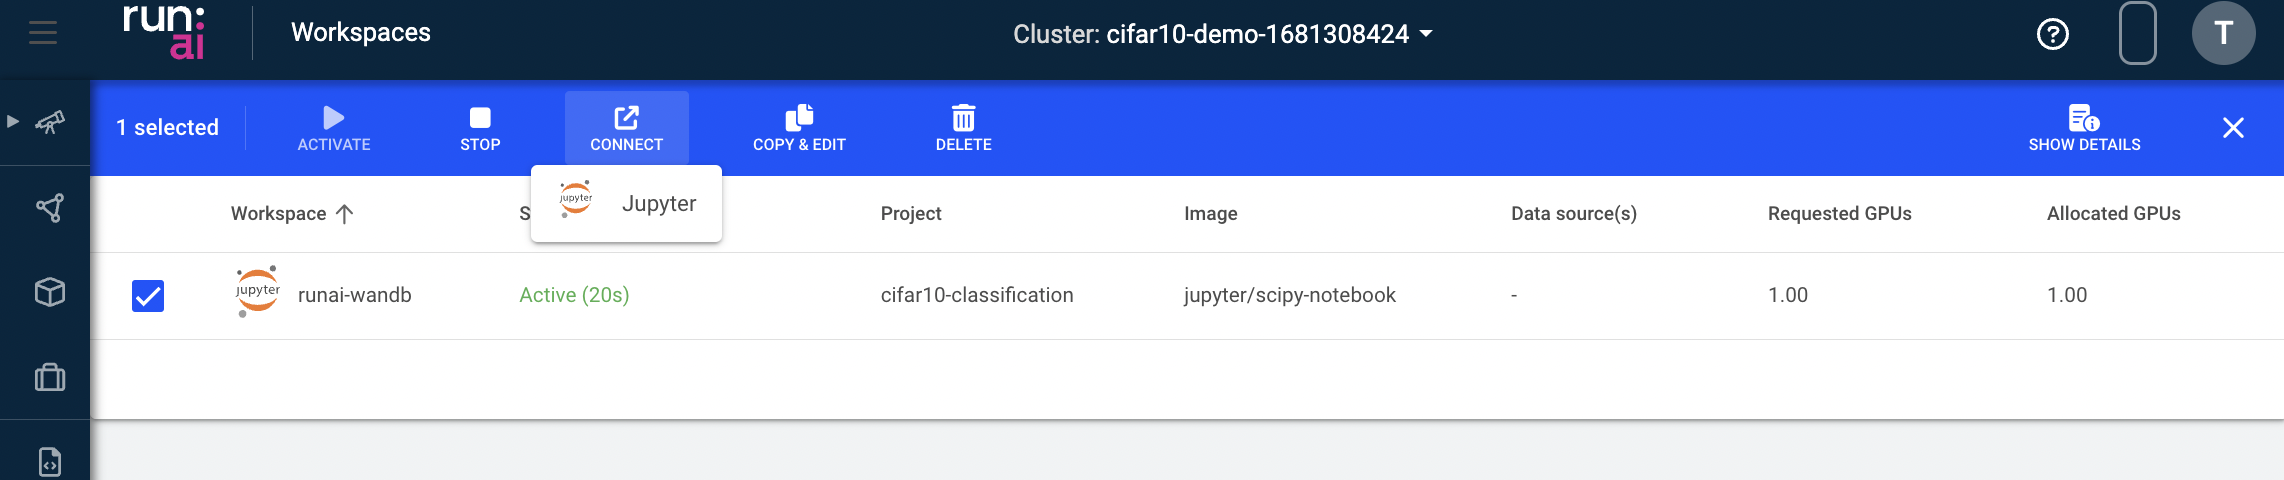 run:
ai
Workspaces
Cluster: cifar10-demo-1681308424
T
1 selected
ACTIVATE
STOP
CONNECT
COPY & EDIT
DELETE
SHOW DETAILS
jupyter
Jupyter
Workspace
S
Project
Image
Data source(s)
Requested GPUs
Allocated GPUs
jupyter
runai-wandb
Active (20s)
cifar10-classification
jupyter/scipy-notebook
-
1.00
1.00